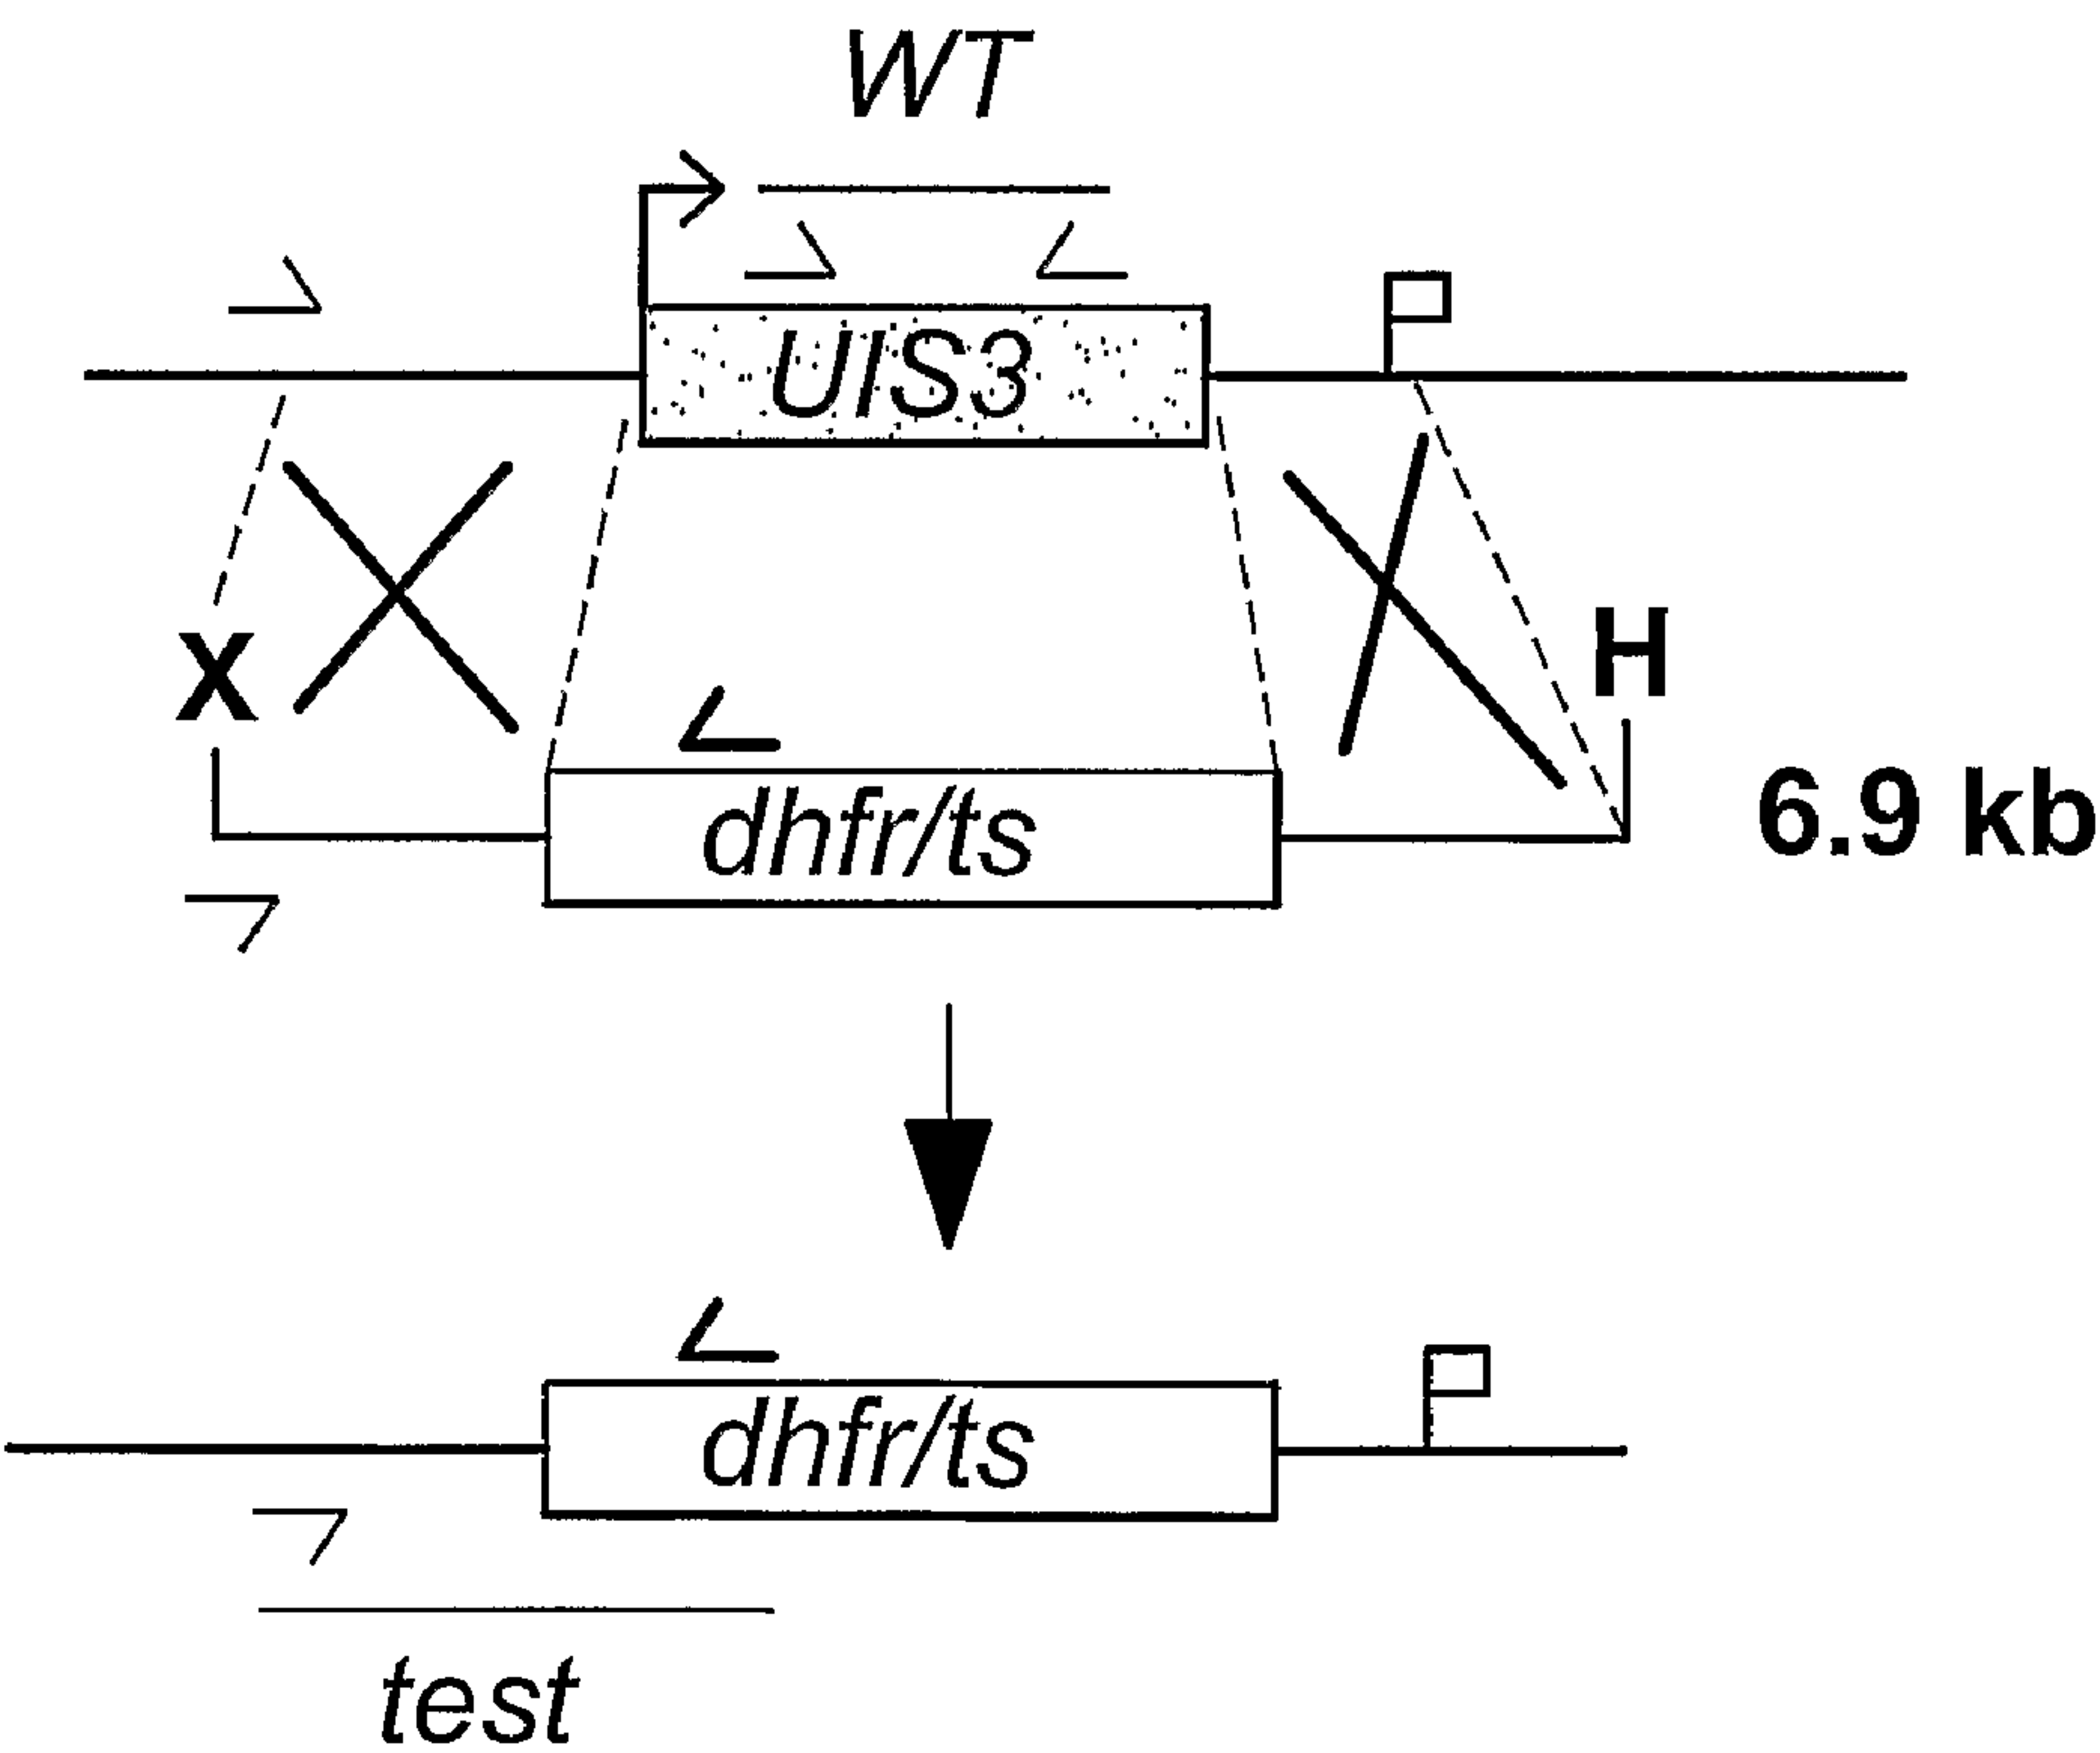 WT
UIS3
X
H
dhfr/ts
6.9 kb
dhfr/ts
test